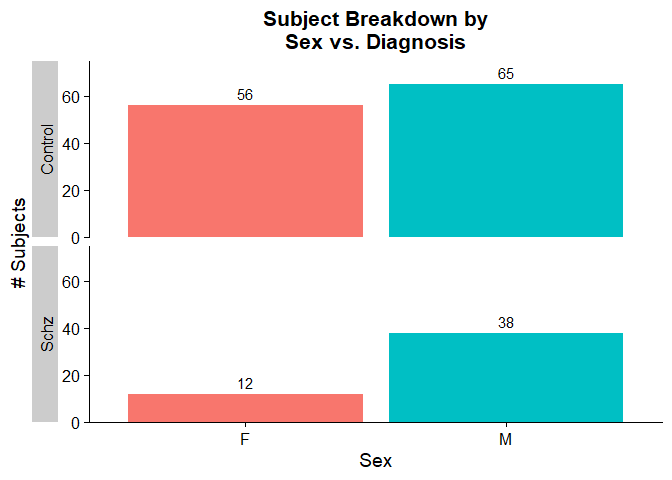 Subject Breakdown by
Sex vs. Diagnosis
# Subjects
Control
60
40
20
0
56
65
Schz
60
40
20
0
12
38
F
M
Sex